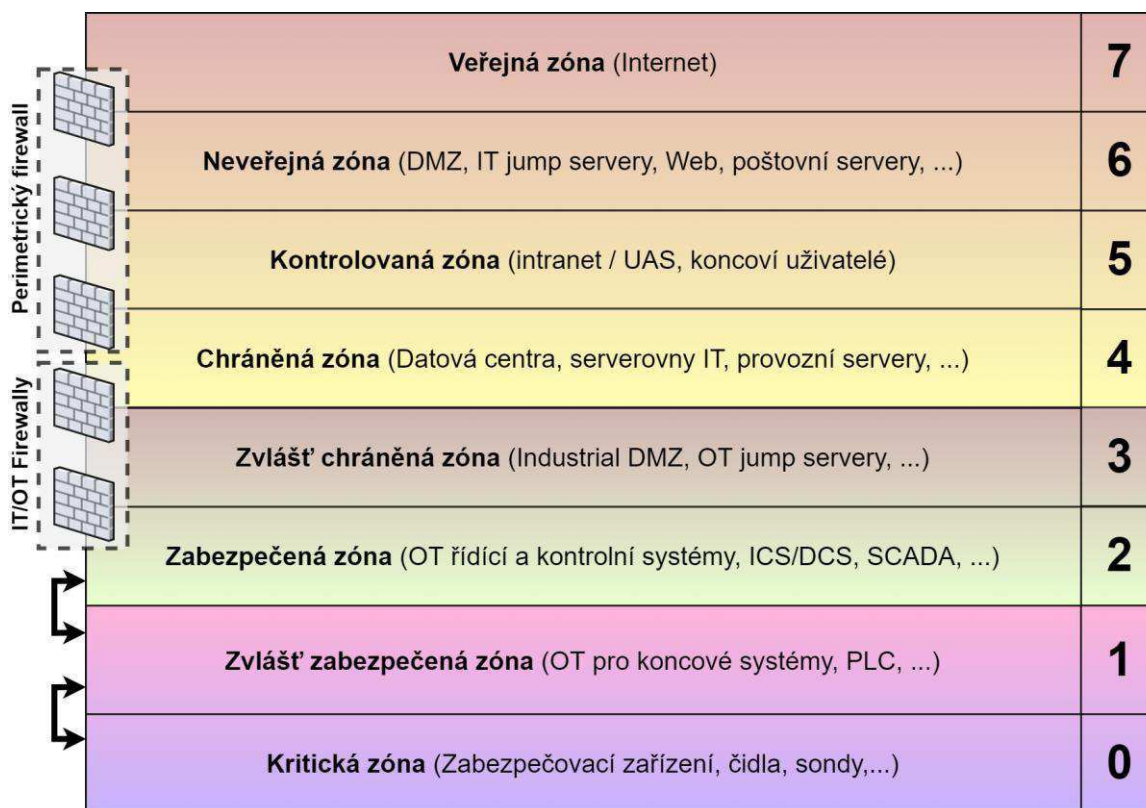 Veřejná zóna (Internet) 7
Neveřejná zóna (DMZ, IT jump servery, Web, poštovní servery, ...) 6
Kontrolovaná zóna (intranet / UAS, koncoví uživatelé) 5
Chráněná zóna (Datová centra, serverovny IT, provozní servery, ...) 4
Zvlášť chráněná zóna (Industrial DMZ, OT jump servery, ...) 3
Zabezpečená zóna (OT řídící a kontrolní systémy, ICS/DCS, SCADA, ...) 2
Zvlášť zabezpečená zóna (OT pro koncové systémy, PLC, ...) 1
Kritická zóna (Zabezpečovací zařízení, čidla, sondy,...) 0
Perimetrický firewall
IT/OT Firewally